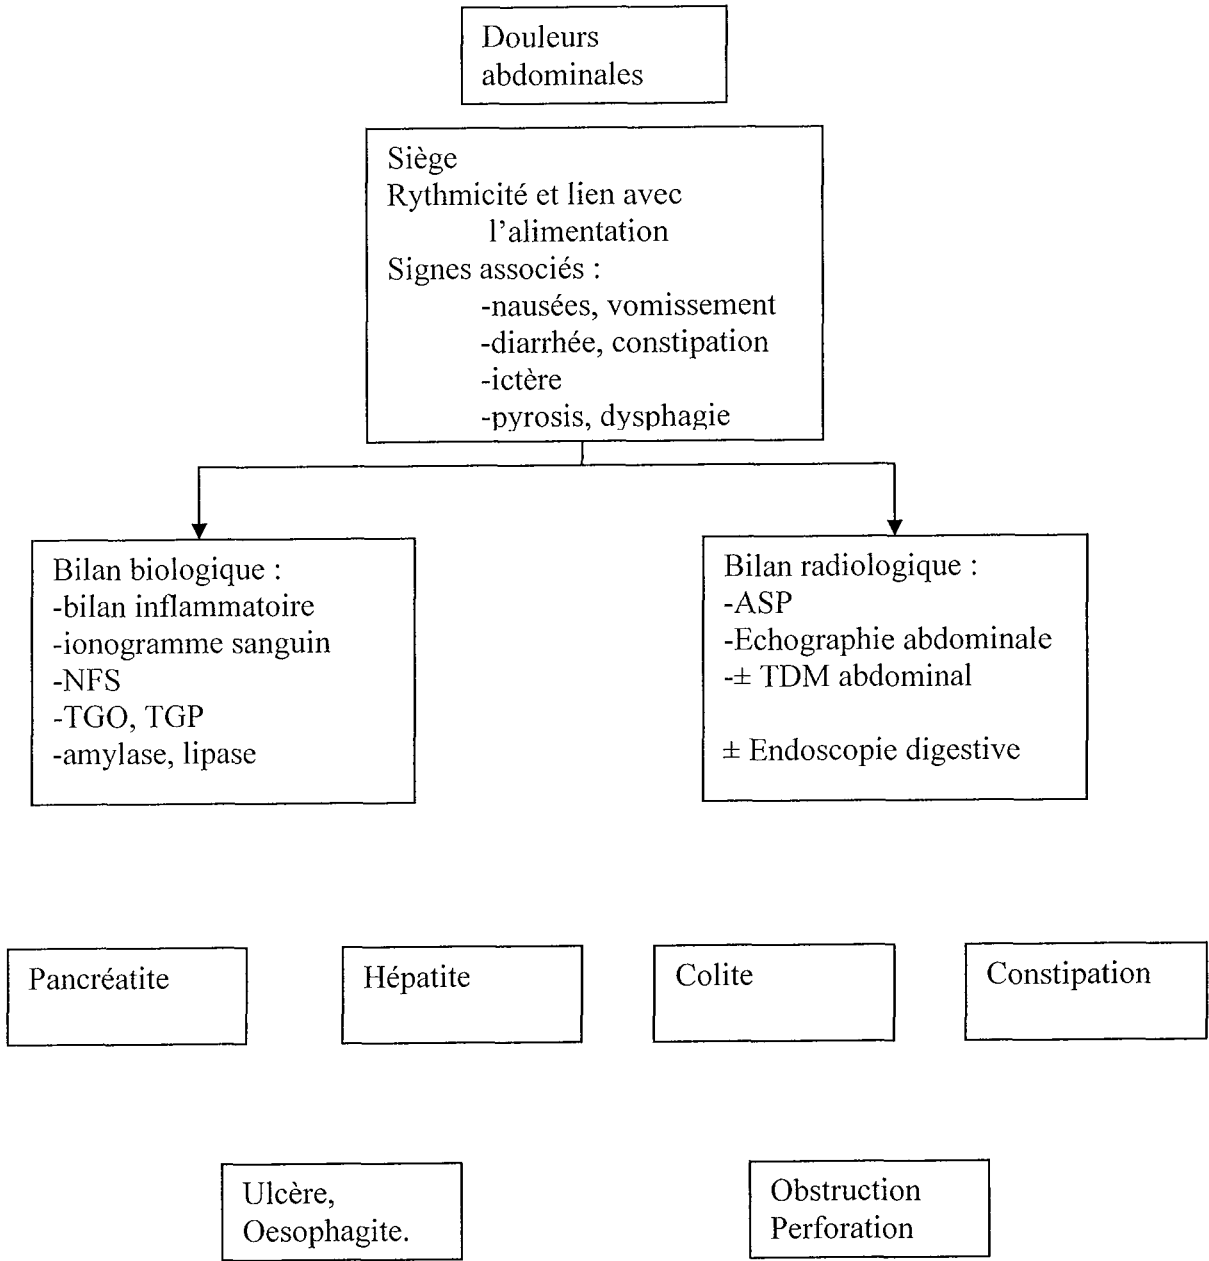 Douleurs
abdominales
Siège
Rythmicité et lien avec
l'alimentation
Signes associés :
-nausées, vomissement
-diarrhée, constipation
-ictère
-pyrosis, dysphagie
Bilan biologique :
-bilan inflammatoire
-ionogramme sanguin
-NFS
-TGO, TGP
-amylase, lipase
Bilan radiologique :
-ASP
-Echographie abdominale
-± TDM abdominal
± Endoscopie digestive
Pancréatite
Hépatite
Colite
Constipation
Ulcère,
Oesophagite.
Obstruction
Perforation